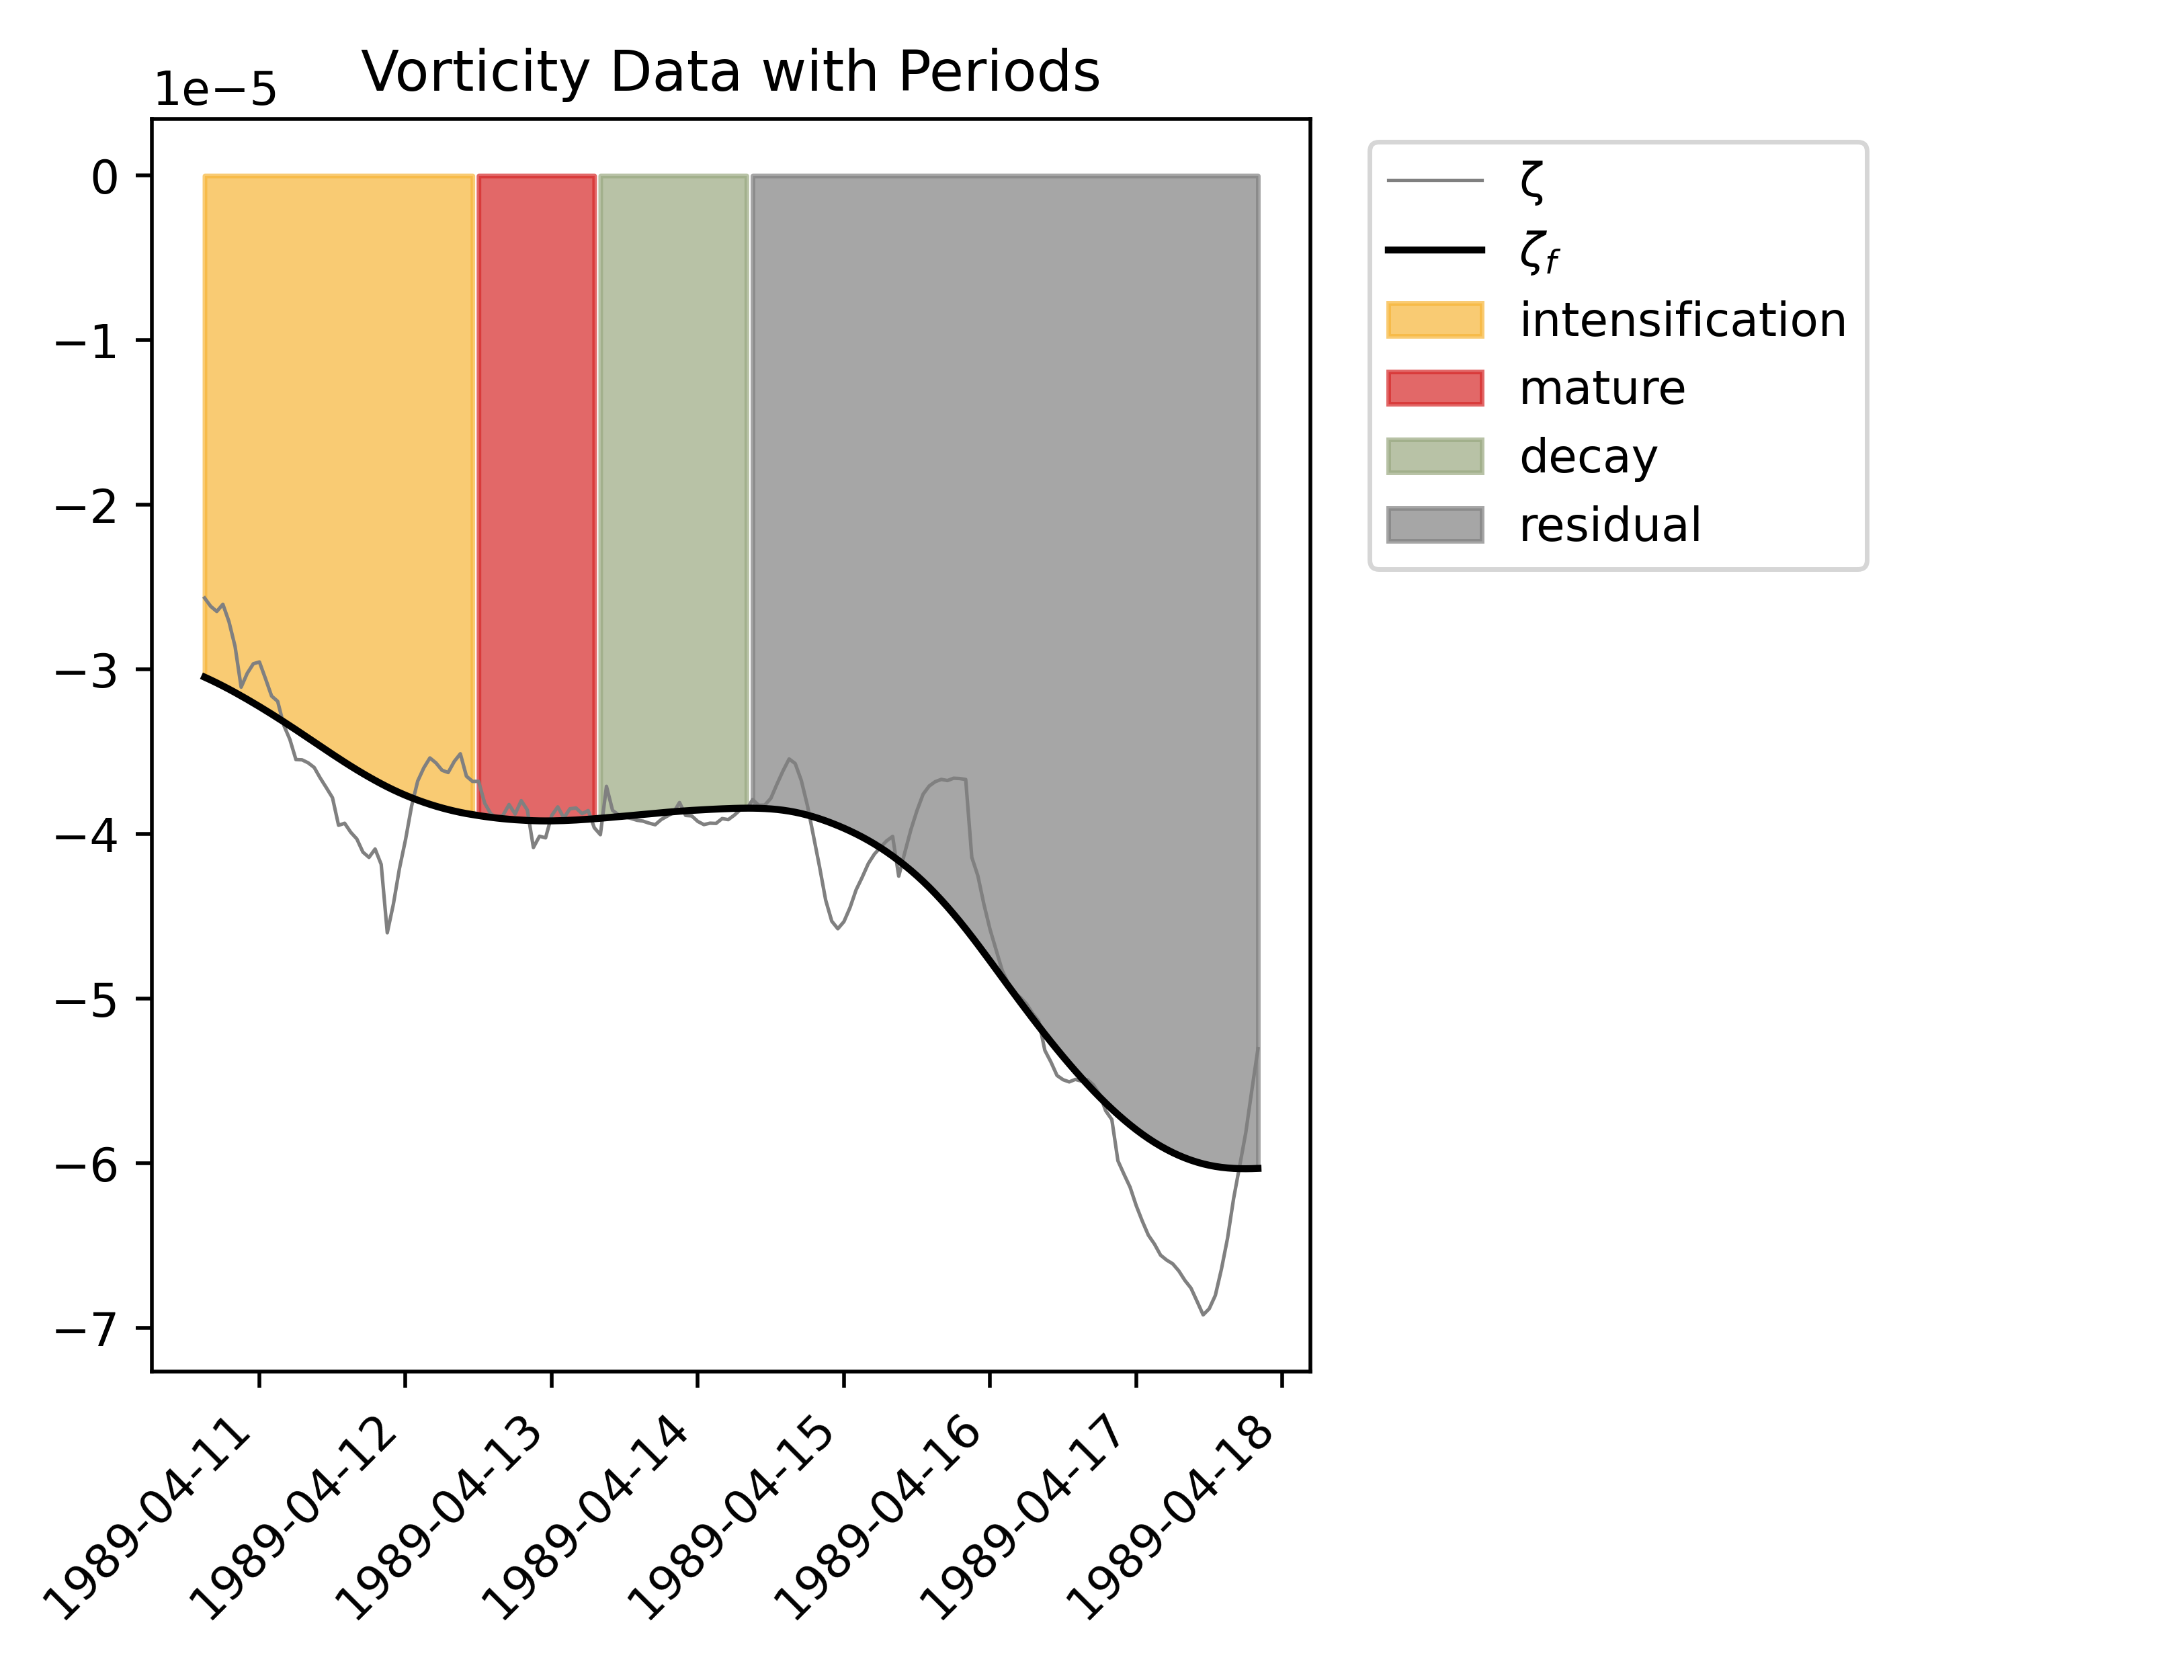 Vorticity Data with Periods
1e−5
0
−1
−2
−3
−4
−5
−6
−7
1989-04-11
1989-04-12
1989-04-13
1989-04-14
1989-04-15
1989-04-16
1989-04-17
1989-04-18
ζ
ζf
intensification
mature
decay
residual